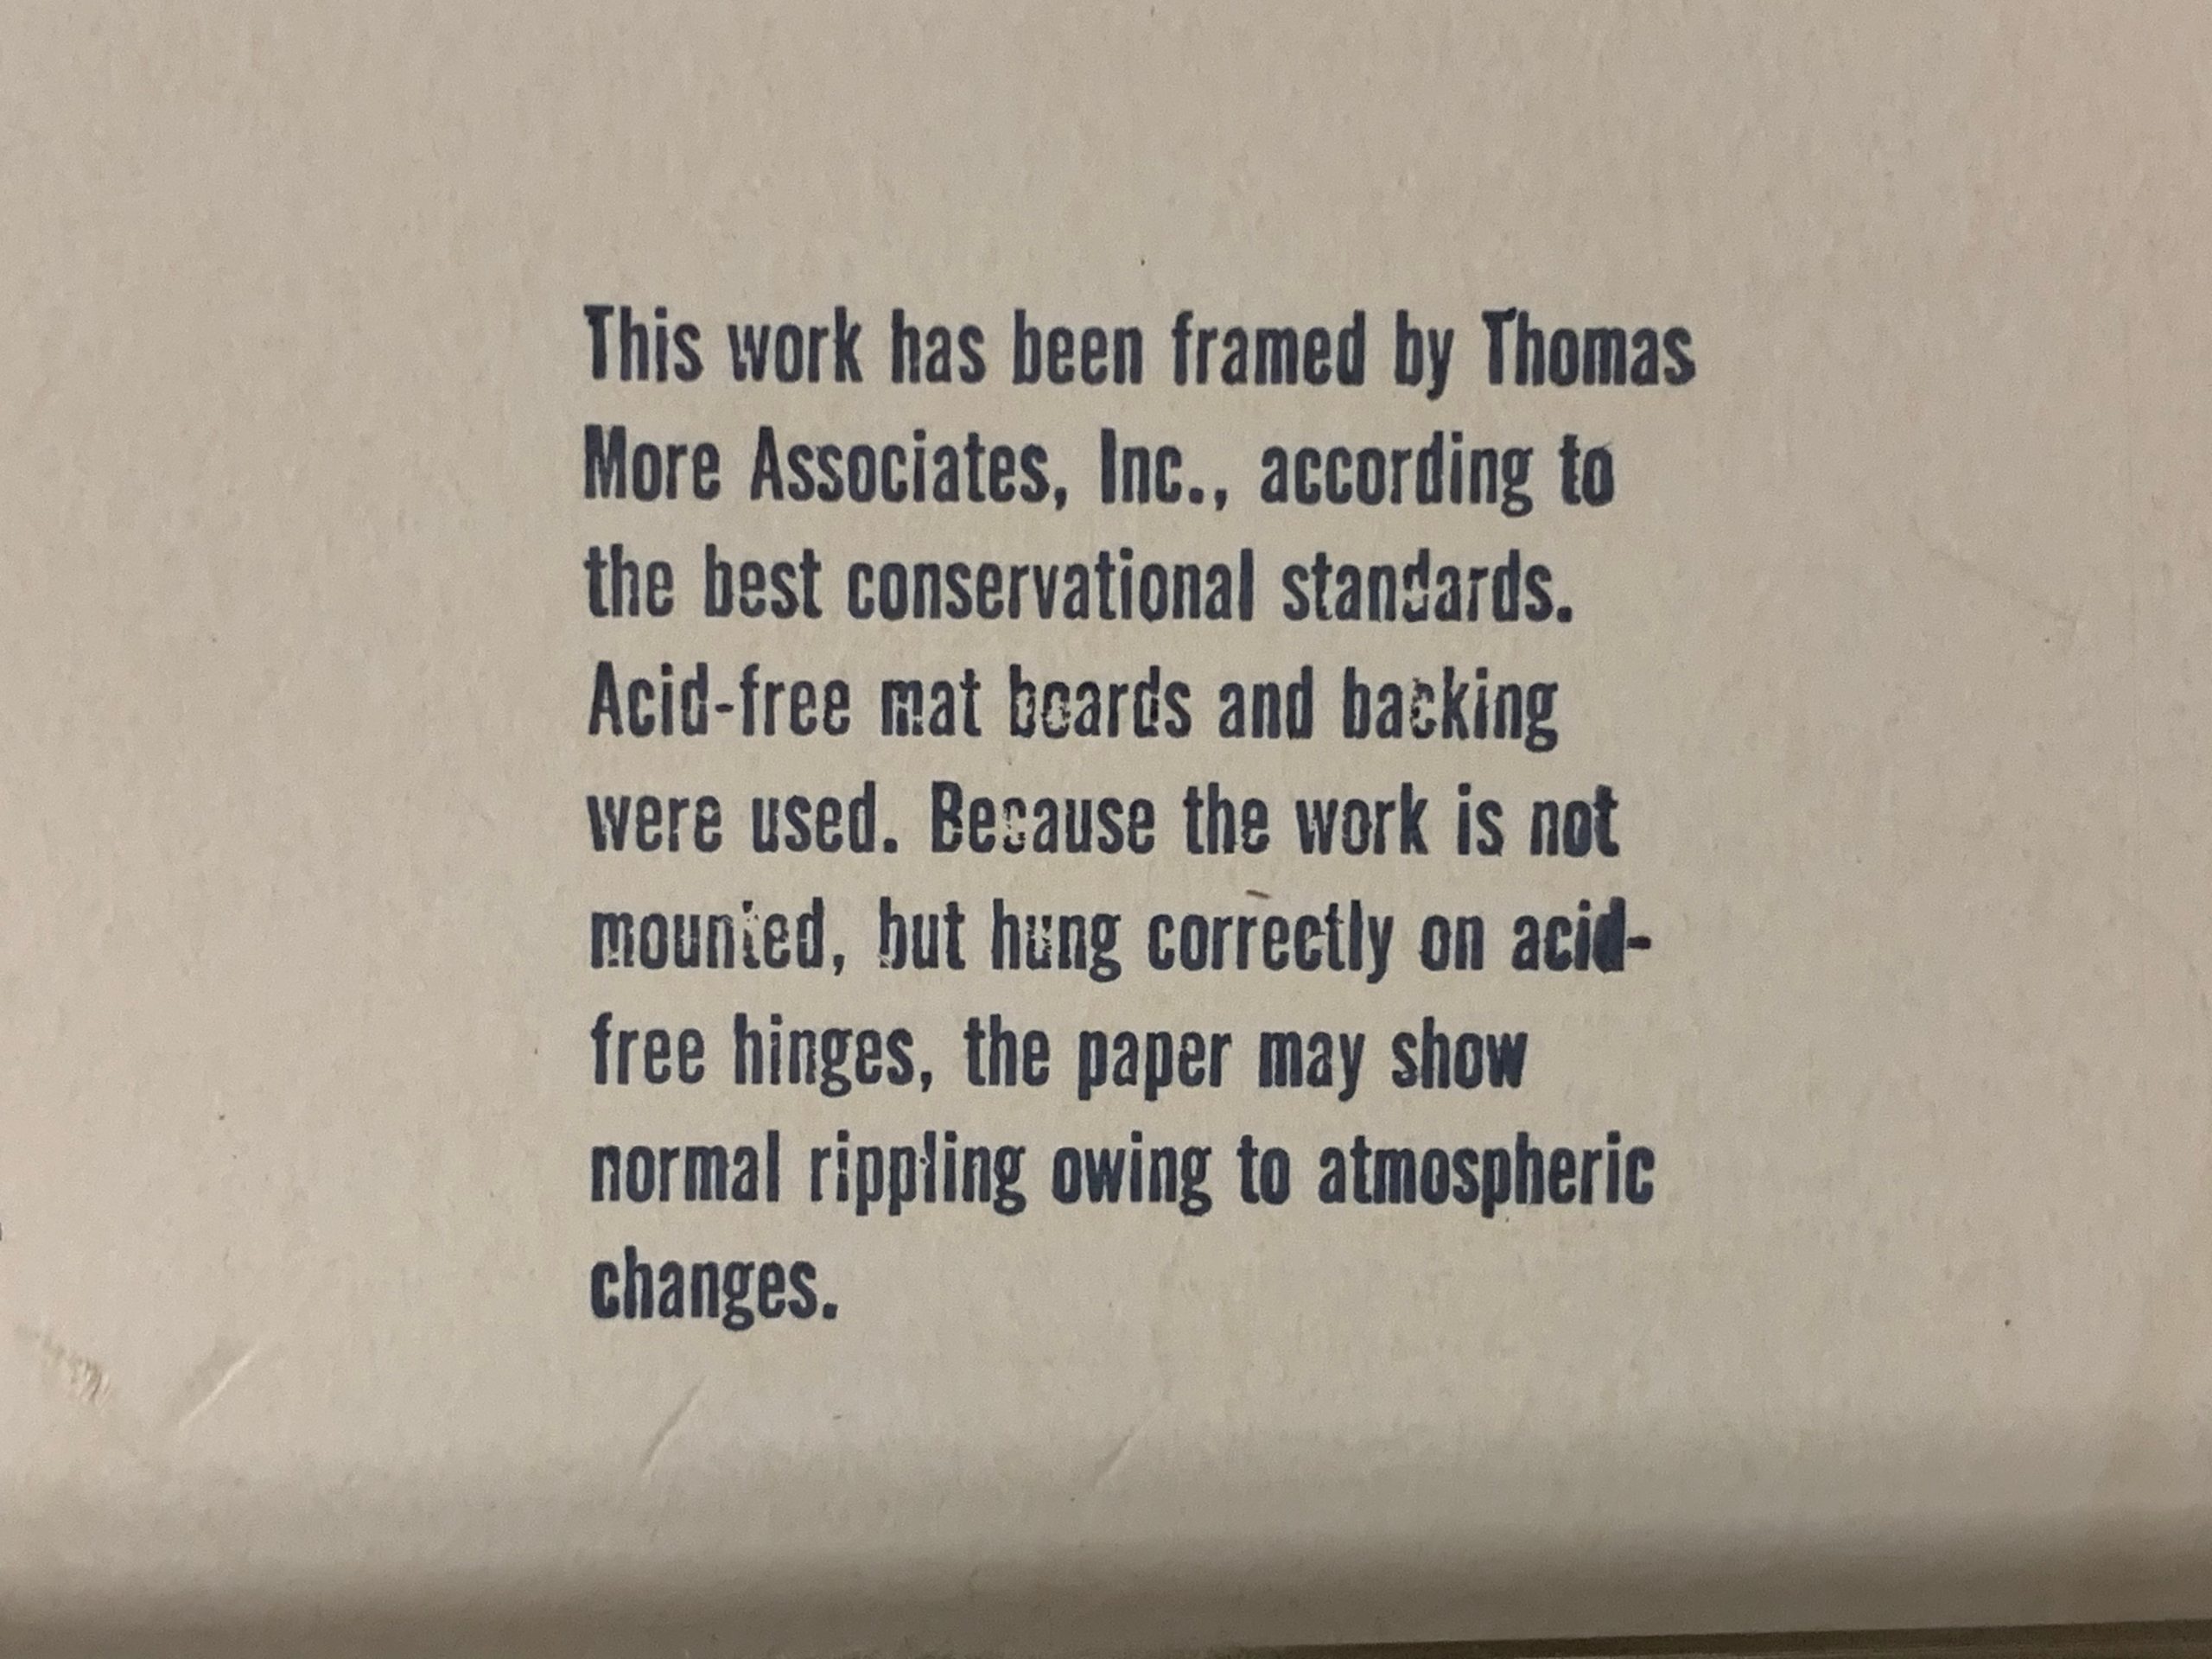 This work has been framed by Thomas
More Associates, Inc., according to
the best conservational standards.
Acid-free mat boards and backing
were used. Because the work is not
mounted, but hung correctly on acid-
free hinges, the paper may show
normal rippling owing to atmospheric
changes.